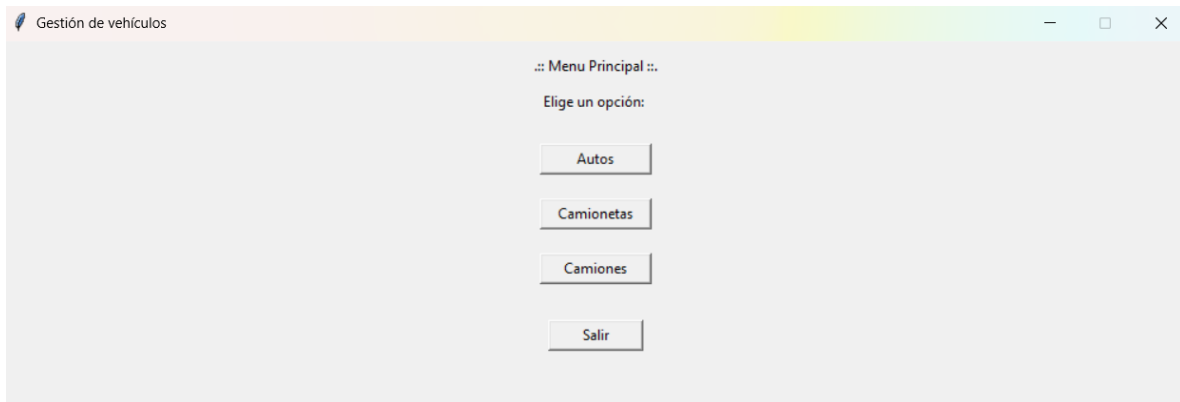 Gestión de vehículos
.:: Menu Principal ::.
Elige un opción:
Autos
Camionetas
Camiones
Salir